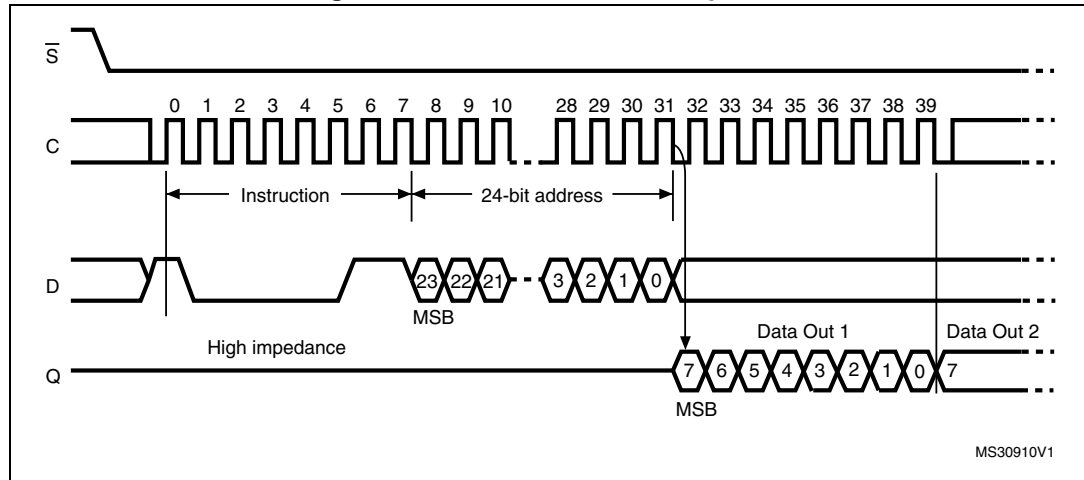 S
0 1 2 3 4 5 6 7 8 9 10 28 29 30 31 32 33 34 35 36 37 38 39
C
Instruction 24-bit address
D
23 22 21 3 2 1 0
MSB
High impedance
Data Out 1 Data Out 2
Q
7 6 5 4 3 2 1 0 7
MSB
MS30910V1